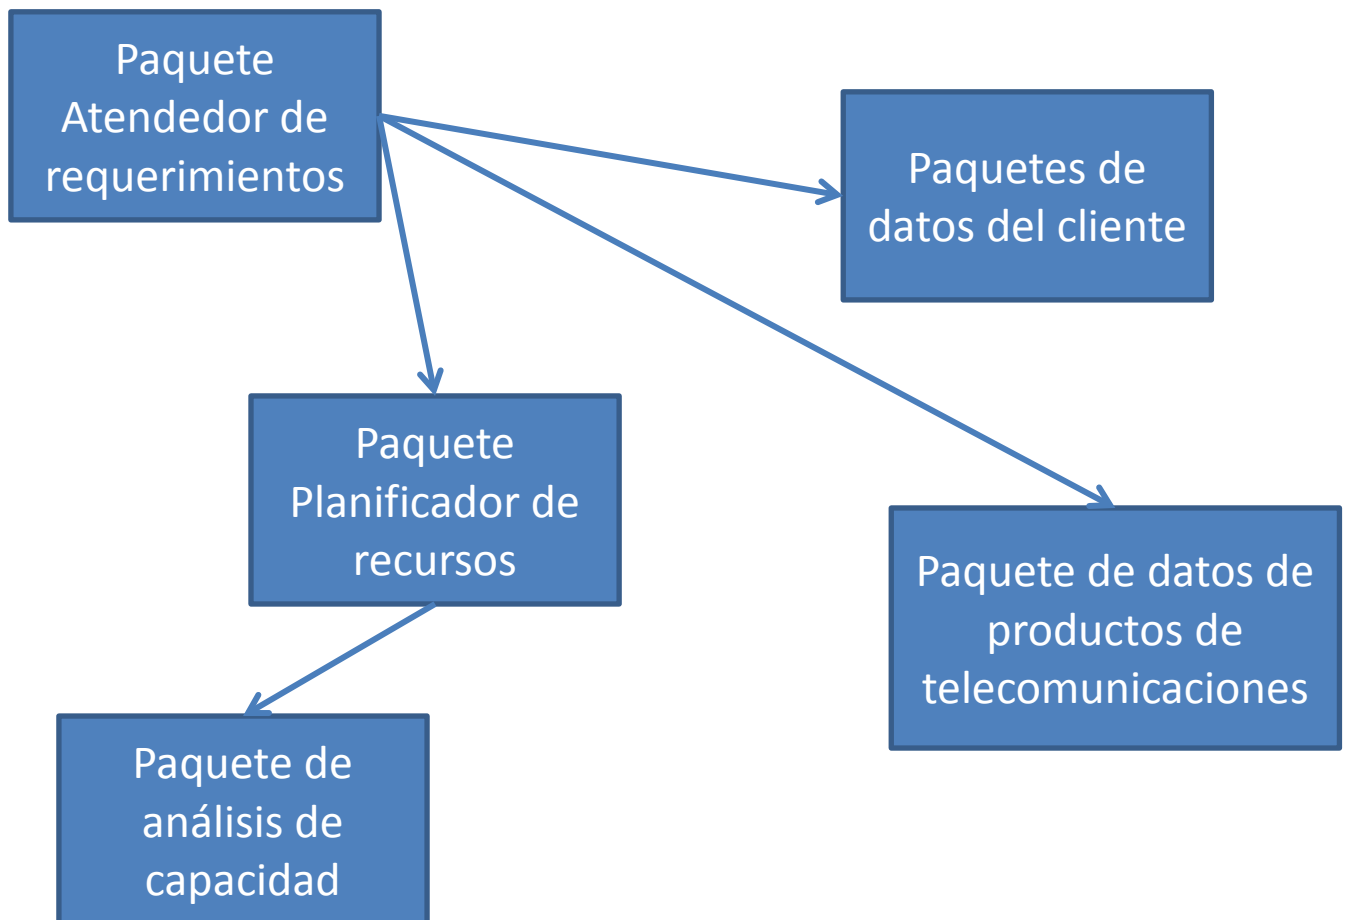 Paquete
Atendedor de
requerimientos
Paquetes de
datos del cliente
Paquete
Planificador de
recursos
Paquete de datos de
productos de
telecomunicaciones
Paquete de
análisis de
capacidad